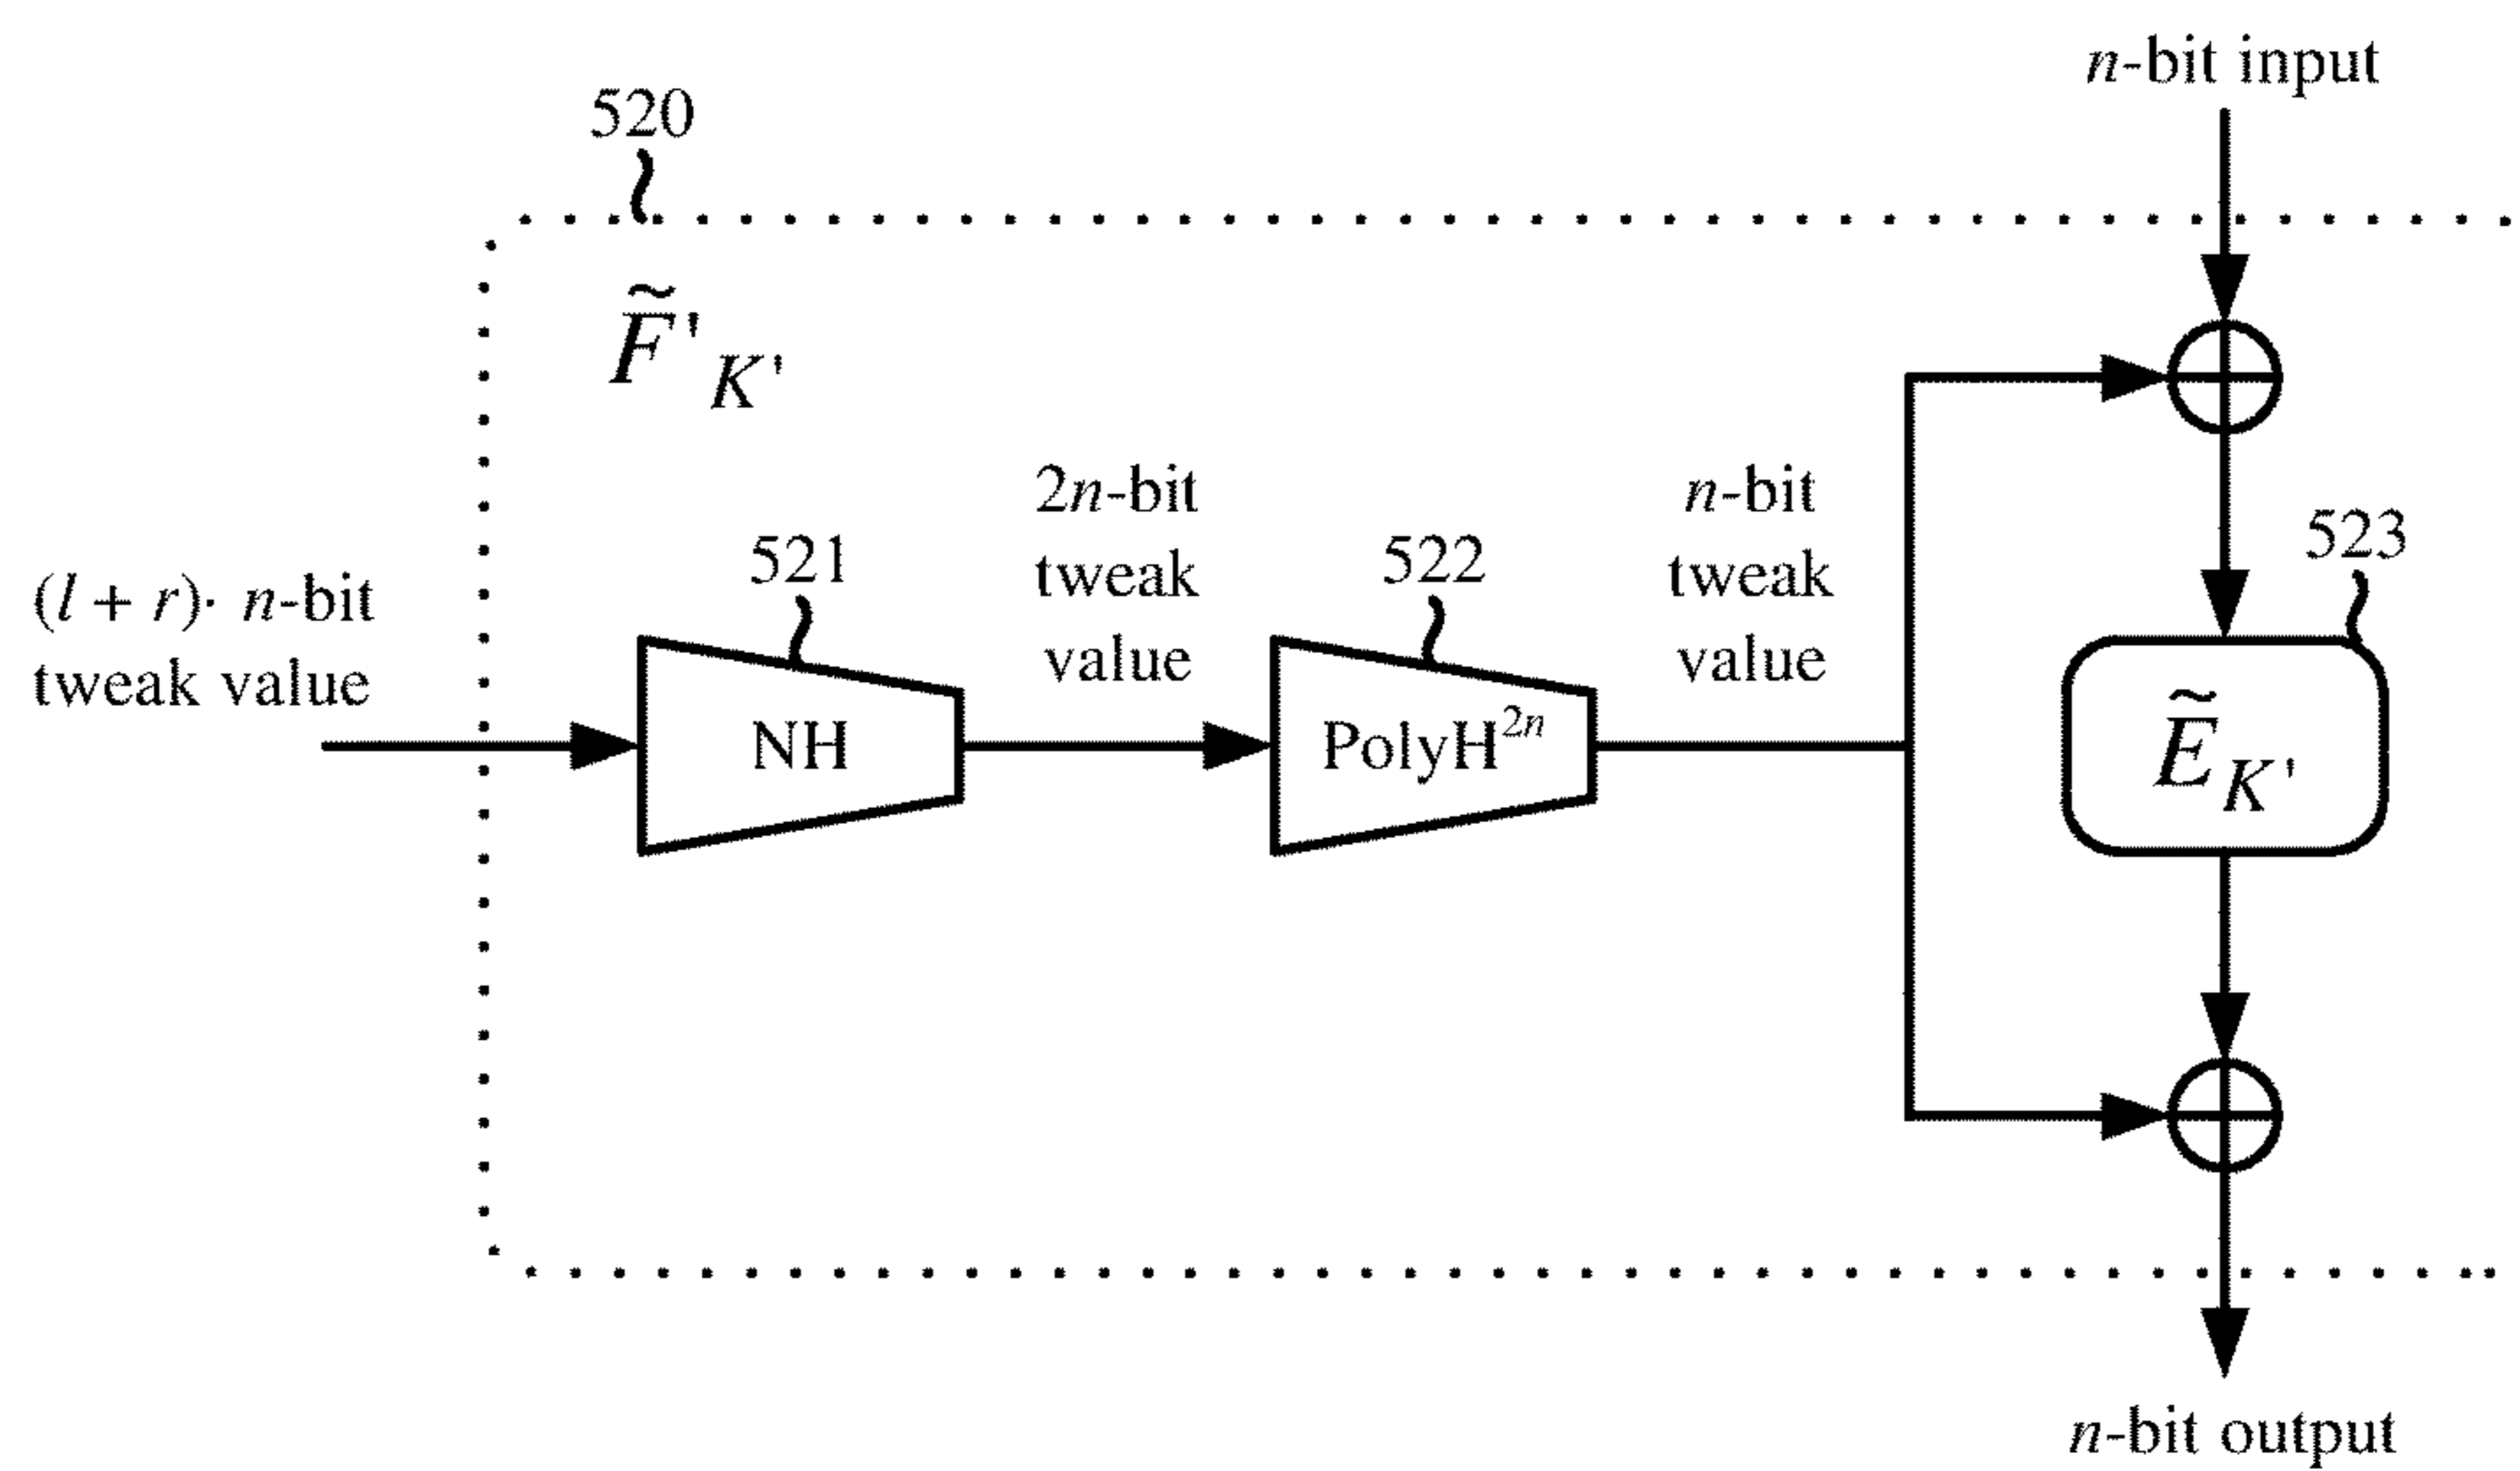 n-bit input
520
F̃'K'
2n-bit
tweak
value
n-bit
tweak
value
523
521
522
(l + r)· n-bit
tweak value
NH
PolyH²ⁿ
ẼK'
n-bit output